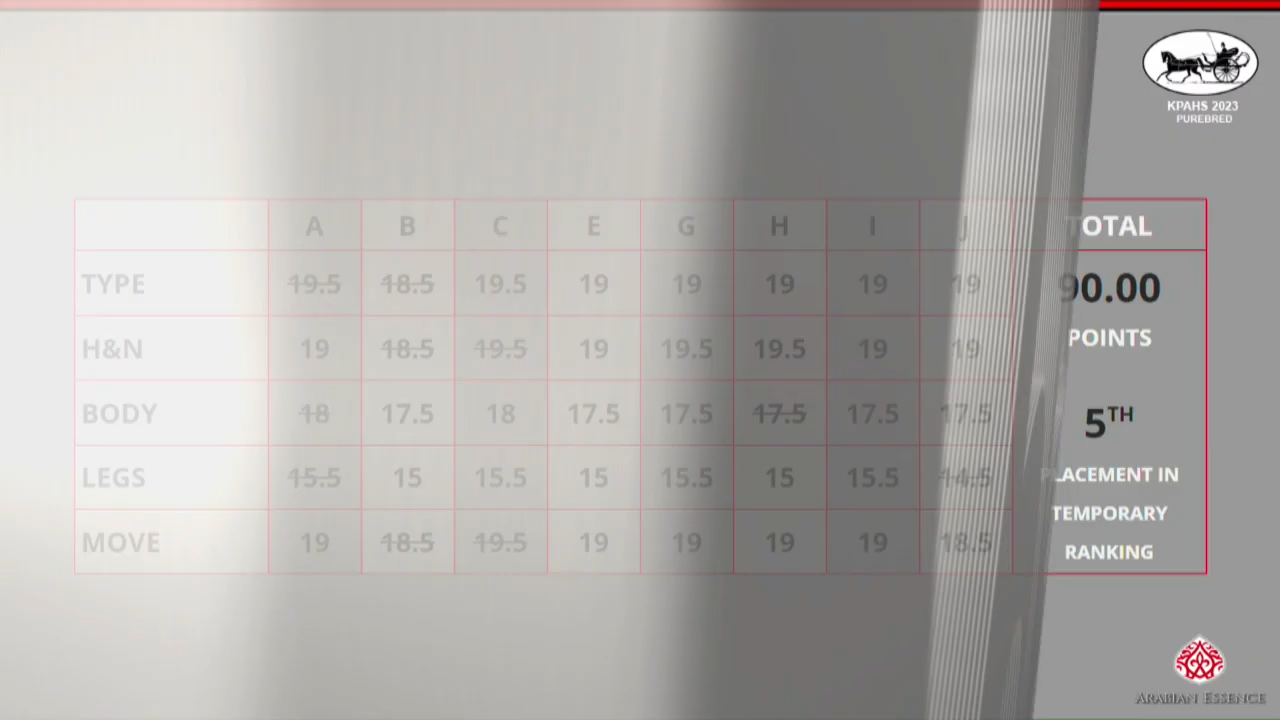 KPAHS 2023
PUREBRED
A B C E G H I J TOTAL
TYPE 19.5 18.5 19.5 19 19 19 19 19 90.00
H&N 19 18.5 19.5 19 19.5 19.5 19 19 POINTS
BODY 18 17.5 18 17.5 17.5 17.5 17.5 17.5 5TH
LEGS 15.5 15 15.5 15 15.5 15 15.5 14.5 PLACEMENT IN
TEMPORARY
MOVE 19 18.5 19.5 19 19 19 19 18.5 RANKING
ARABIAN ESSENCE